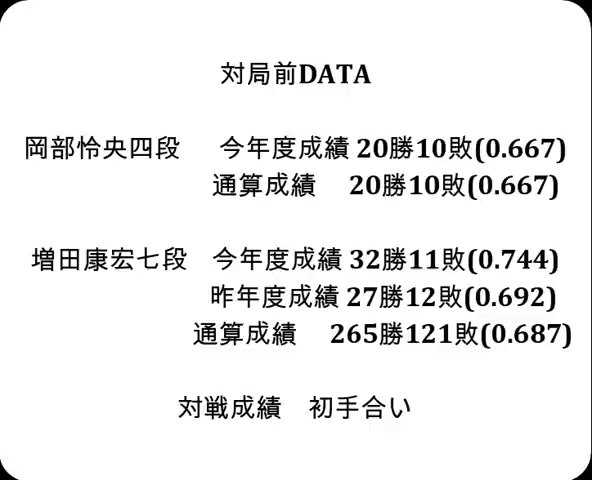 対局前DATA
岡部怜央四段 今年度成績 20勝10敗(0.667)
通算成績 20勝10敗(0.667)
増田康宏七段 今年度成績 32勝11敗(0.744)
昨年度成績 27勝12敗(0.692)
通算成績 265勝121敗(0.687)
対戦成績 初手合い